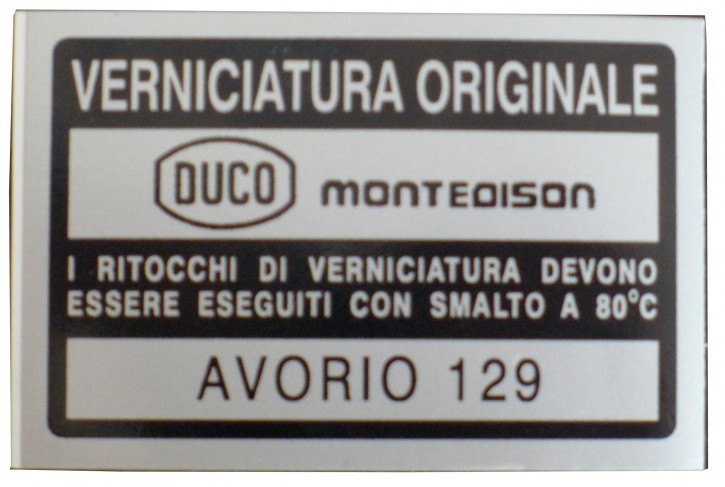 VERNICIATURA ORIGINALE
DUCO MONTEDISON
I RITOCCHI DI VERNICIATURA DEVONO
ESSERE ESEGUITI CON SMALTO A 80°C
AVORIO 129